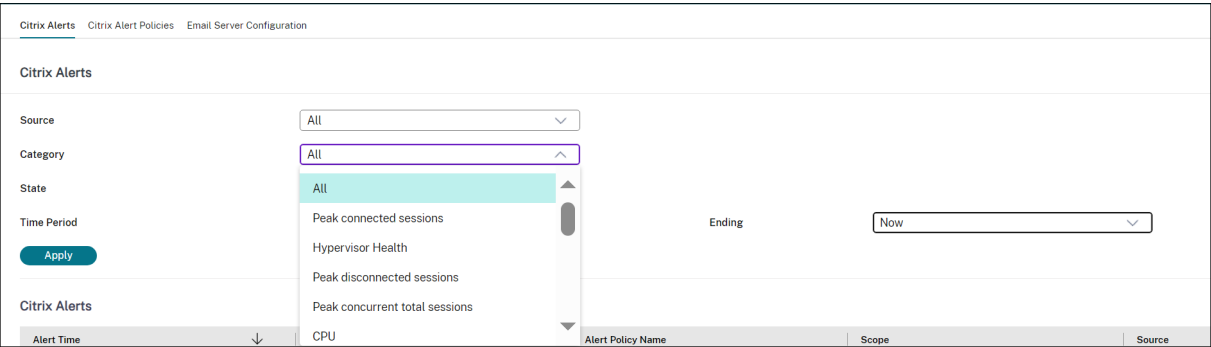 Citrix Alerts Citrix Alert Policies Email Server Configuration
Citrix Alerts
Source All
Category All
State All
Peak connected sessions
Time Period Ending Now
Hypervisor Health
Apply
Peak disconnected sessions
Citrix Alerts Peak concurrent total sessions
CPU
Alert Time Alert Policy Name Scope Source